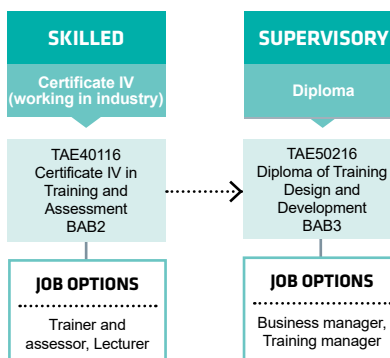 SKILLED
Certificate IV
(working in industry)
TAE40116
Certificate IV in
Training and
Assessment
BAB2
JOB OPTIONS
Trainer and
assessor, Lecturer
SUPERVISORY
Diploma
TAE50216
Diploma of Training
Design and
Development
BAB3
JOB OPTIONS
Business manager,
Training manager